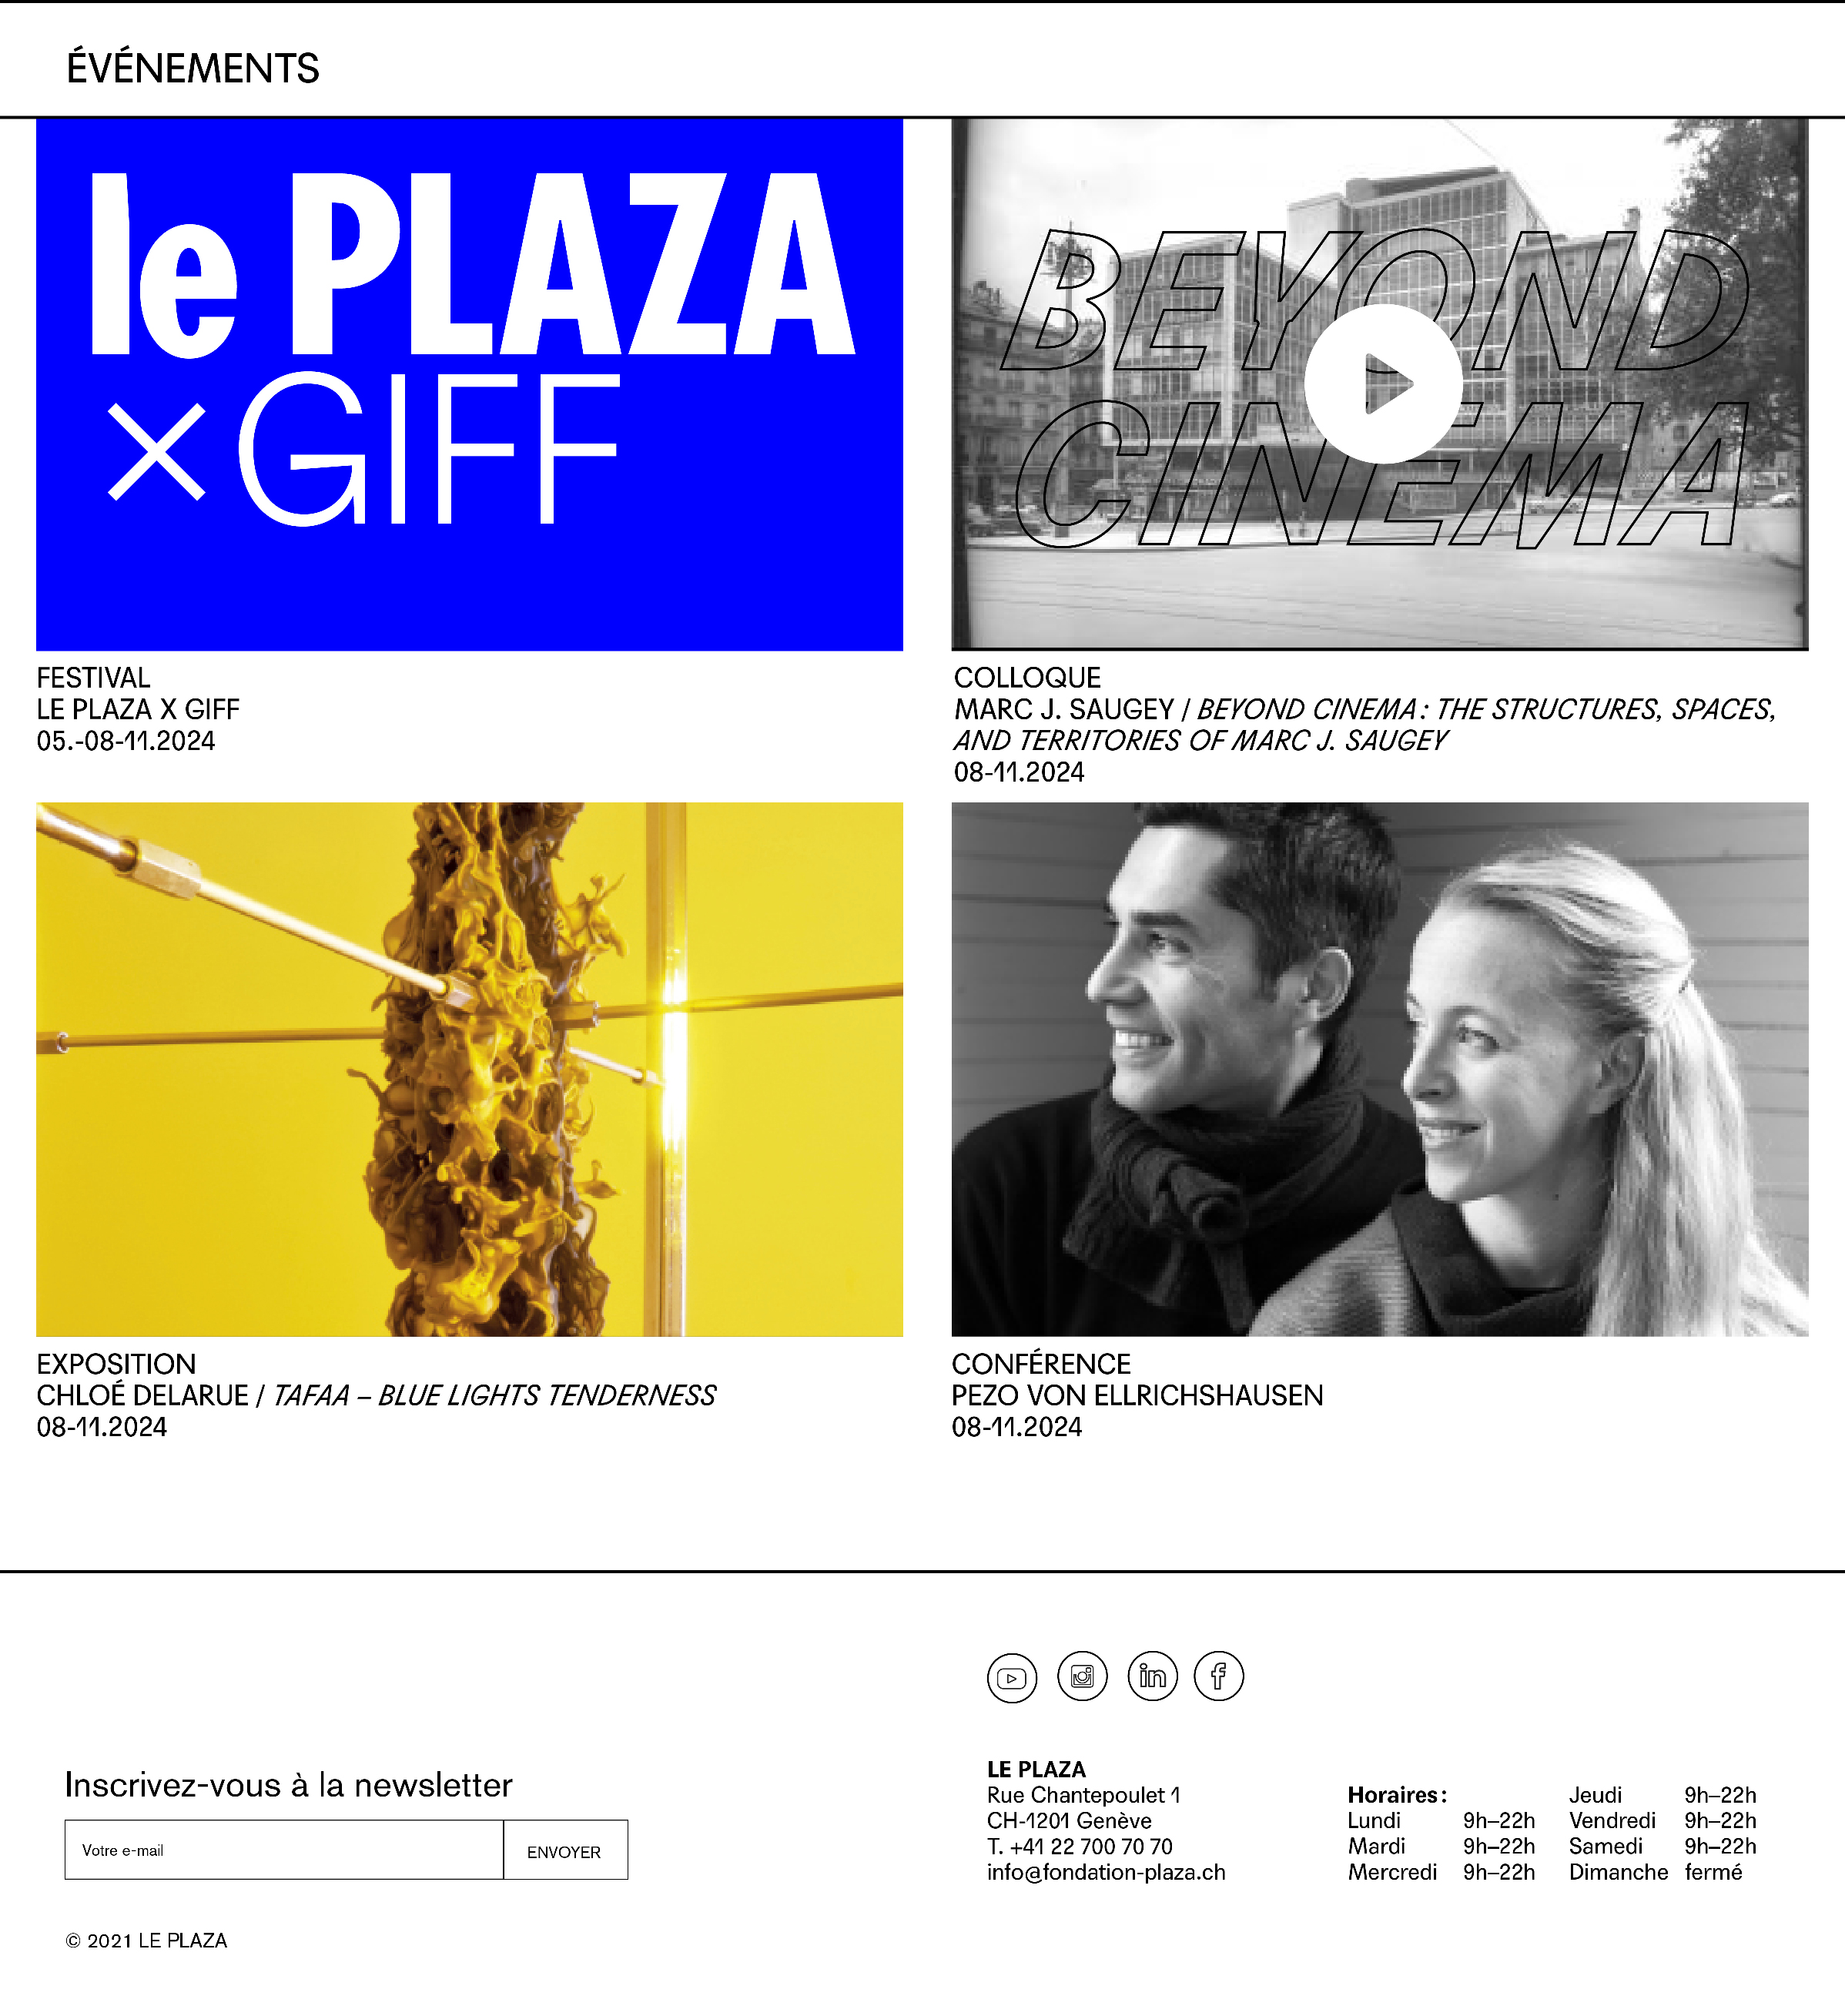 ÉVÉNEMENTS
le PLAZA
×GIFF
BEYOND
CINEMA
FESTIVAL
LE PLAZA X GIFF
05.-08-11.2024
COLLOQUE
MARC J. SAUGEY / BEYOND CINEMA : THE STRUCTURES, SPACES,
AND TERRITORIES OF MARC J. SAUGEY
08-11.2024
EXPOSITION
CHLOÉ DELARUE / TAFAA – BLUE LIGHTS TENDERNESS
08-11.2024
CONFÉRENCE
PEZO VON ELLRICHSHAUSEN
08-11.2024
Inscrivez-vous à la newsletter
Votre e-mail
ENVOYER
© 2021 LE PLAZA
in f
LE PLAZA
Rue Chantepoulet 1
CH-1201 Genève
T. +41 22 700 70 70
info@fondation-plaza.ch
Horaires :
Lundi 9h–22h
Mardi 9h–22h
Mercredi 9h–22h
Jeudi 9h–22h
Vendredi 9h–22h
Samedi 9h–22h
Dimanche fermé